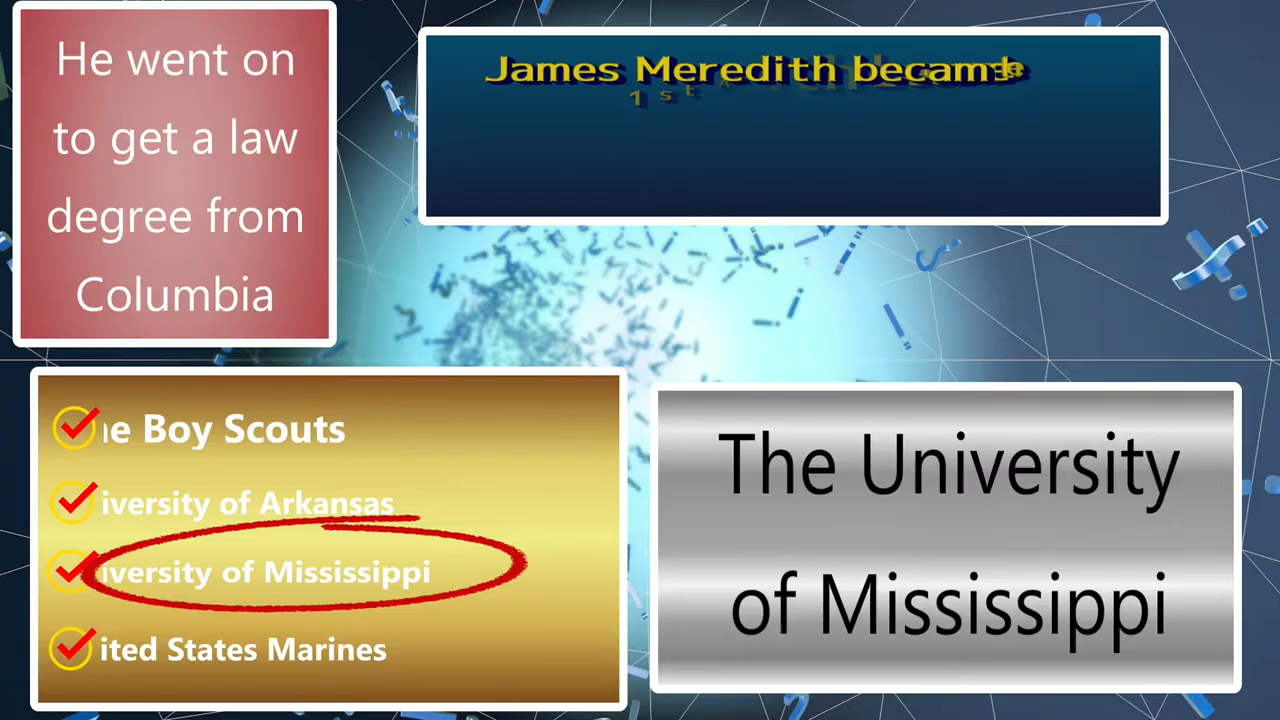 He went on
to get a law
degree from
Columbia
James Meredith became
1st
e Boy Scouts
iversity of Arkansas
iversity of Mississippi
ited States Marines
The University
of Mississippi